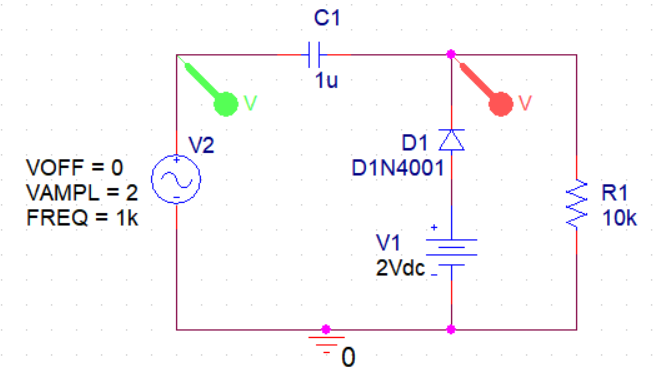 C1
1u
V
V
V2
VOFF = 0
VAMPL = 2
FREQ = 1k
D1
D1N4001
R1
10k
V1
2Vdc
0